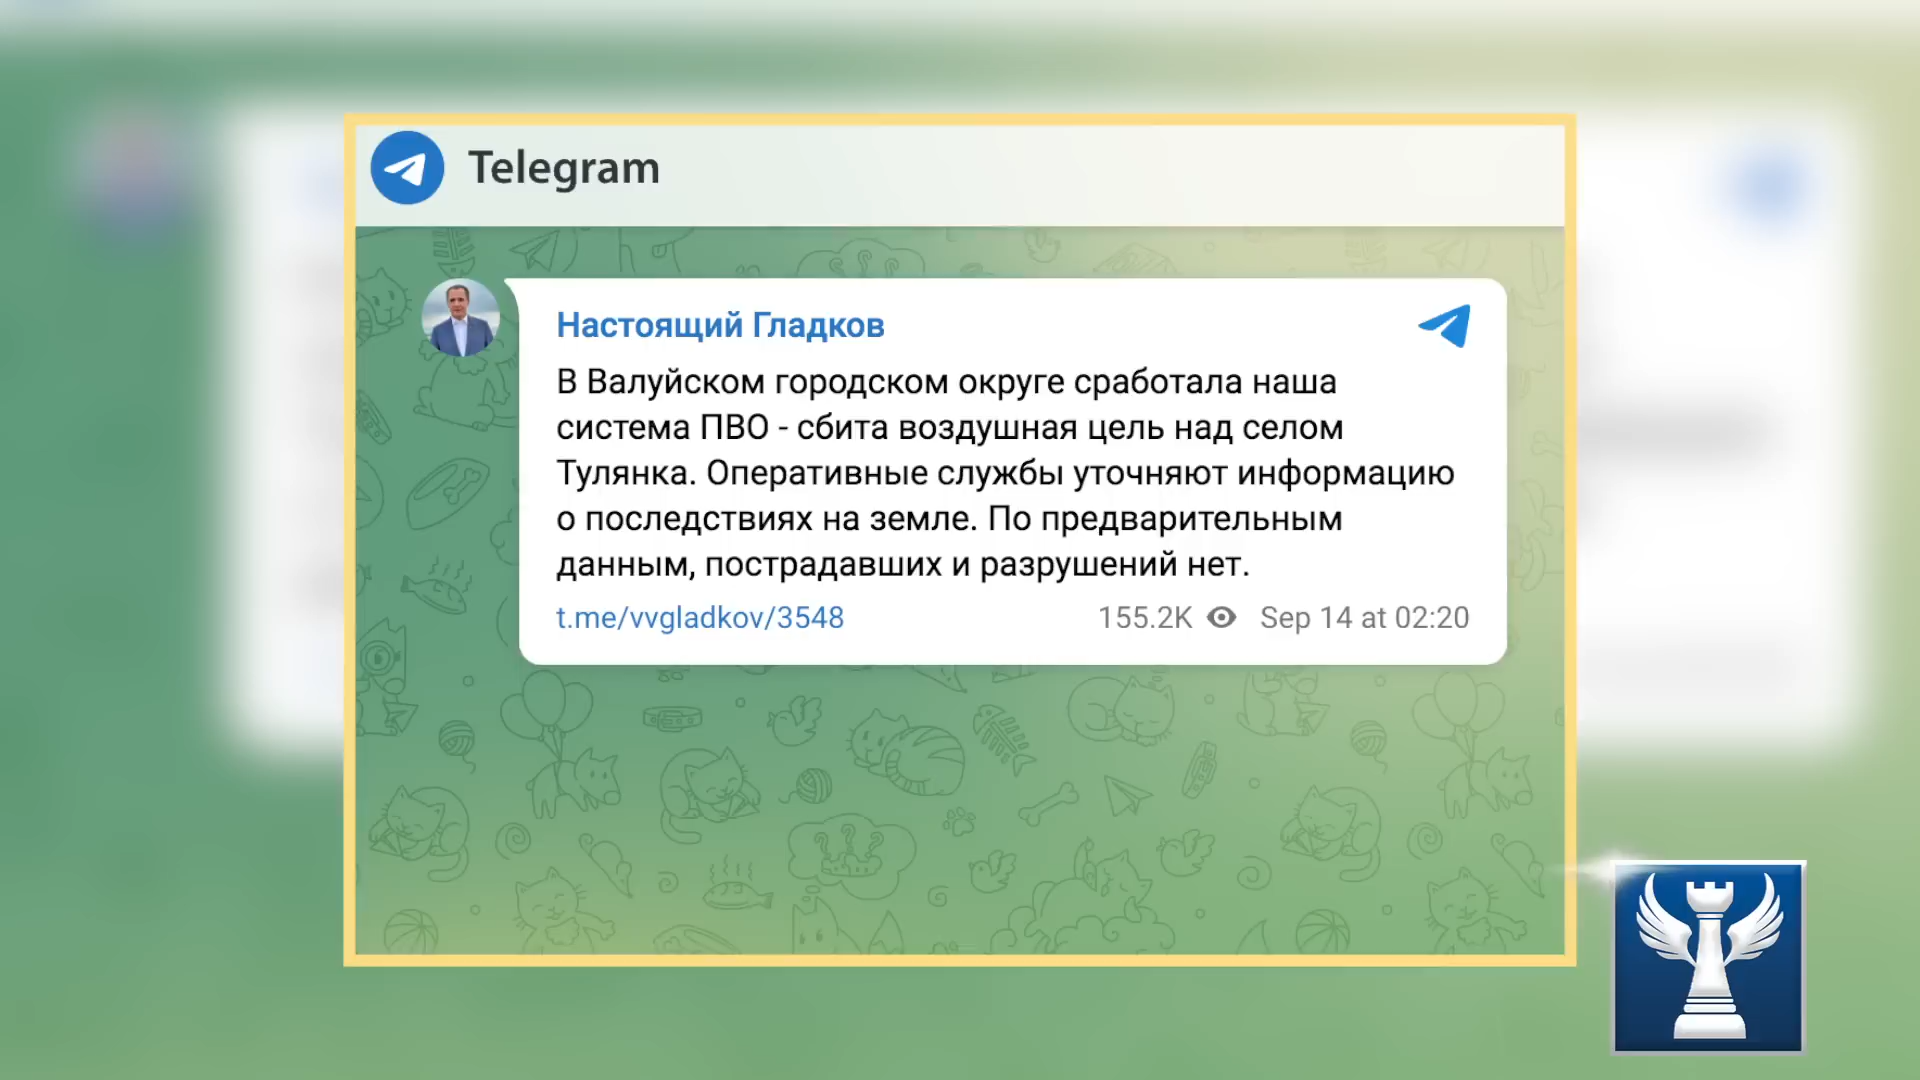 Telegram
Настоящий Гладков
В Валуйском городском округе сработала наша
система ПВО - сбита воздушная цель над селом
Тулянка. Оперативные службы уточняют информацию
о последствиях на земле. По предварительным
данным, пострадавших и разрушений нет.
t.me/vvgladkov/3548 155.2K Sep 14 at 02:20